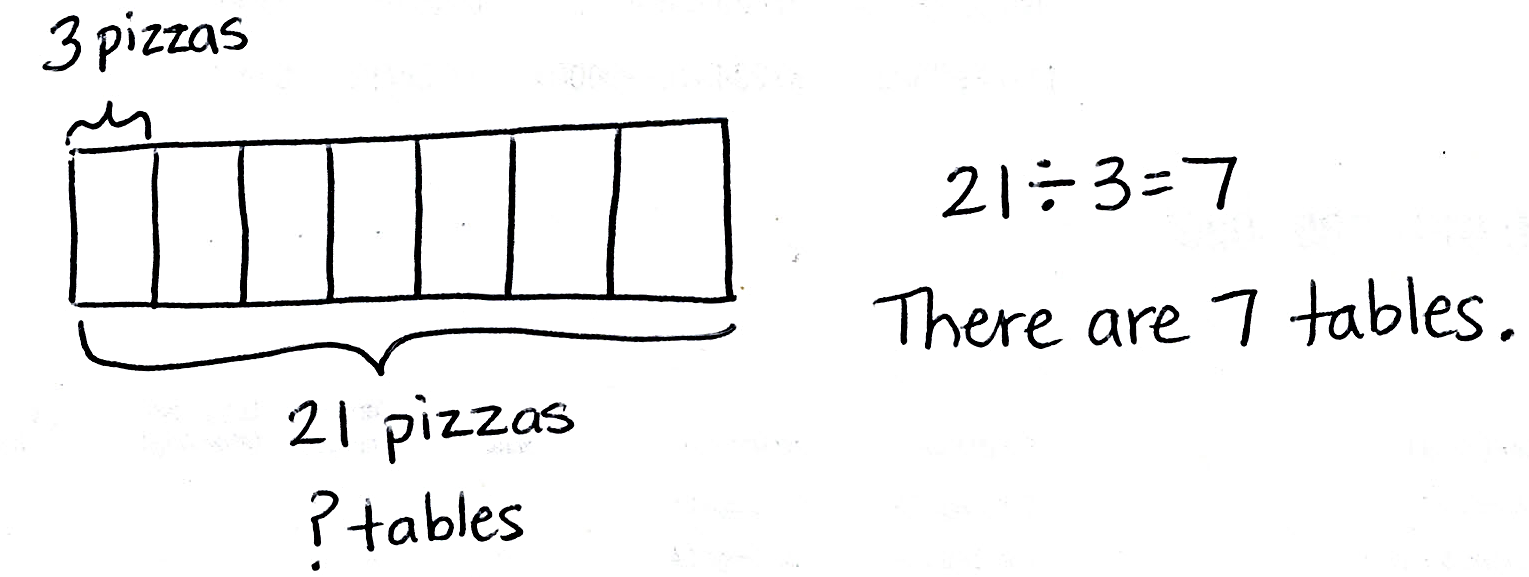 3 pizzas
21 ÷ 3 = 7
There are 7 tables.
21 pizzas
? tables